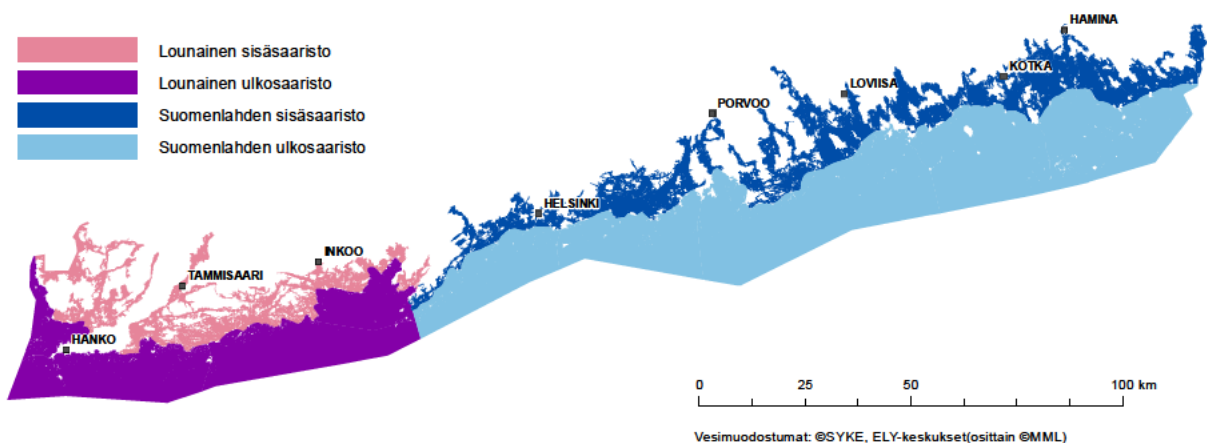 Lounainen sisäsaaristo
Lounainen ulkosaaristo
Suomenlahden sisäsaaristo
Suomenlahden ulkosaaristo
HAMINA
KOTKA
LOVIISA
PORVOO
HELSINKI
INKOO
TAMMISAARI
HANKO
0 25 50 100 km
Vesimuodostumat: ©SYKE, ELY-keskukset(osittain ©MML)